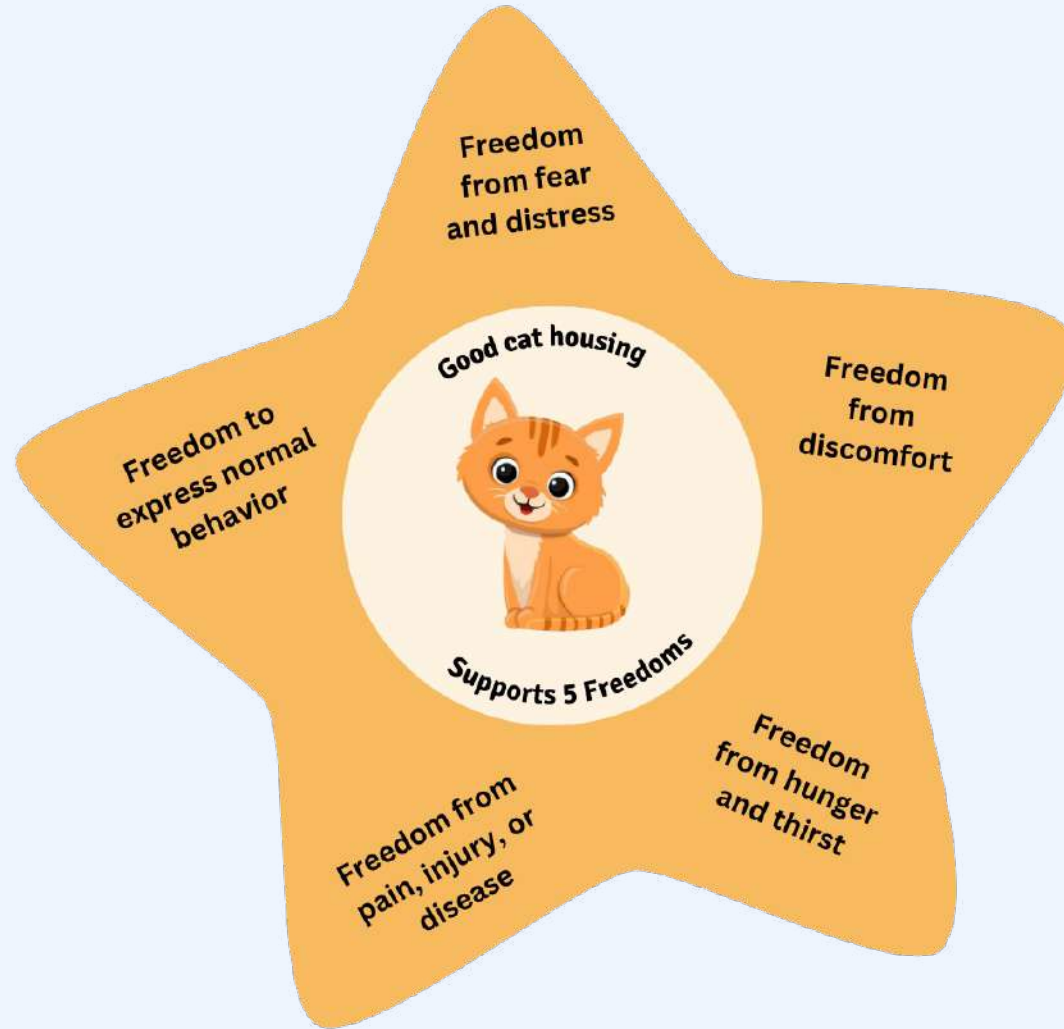 Freedom
from fear
and distress
Freedom
from
discomfort
Freedom
from hunger
and thirst
Freedom from
pain, injury, or
disease
Freedom to
express normal
behavior
Good cat housing
Supports 5 Freedoms